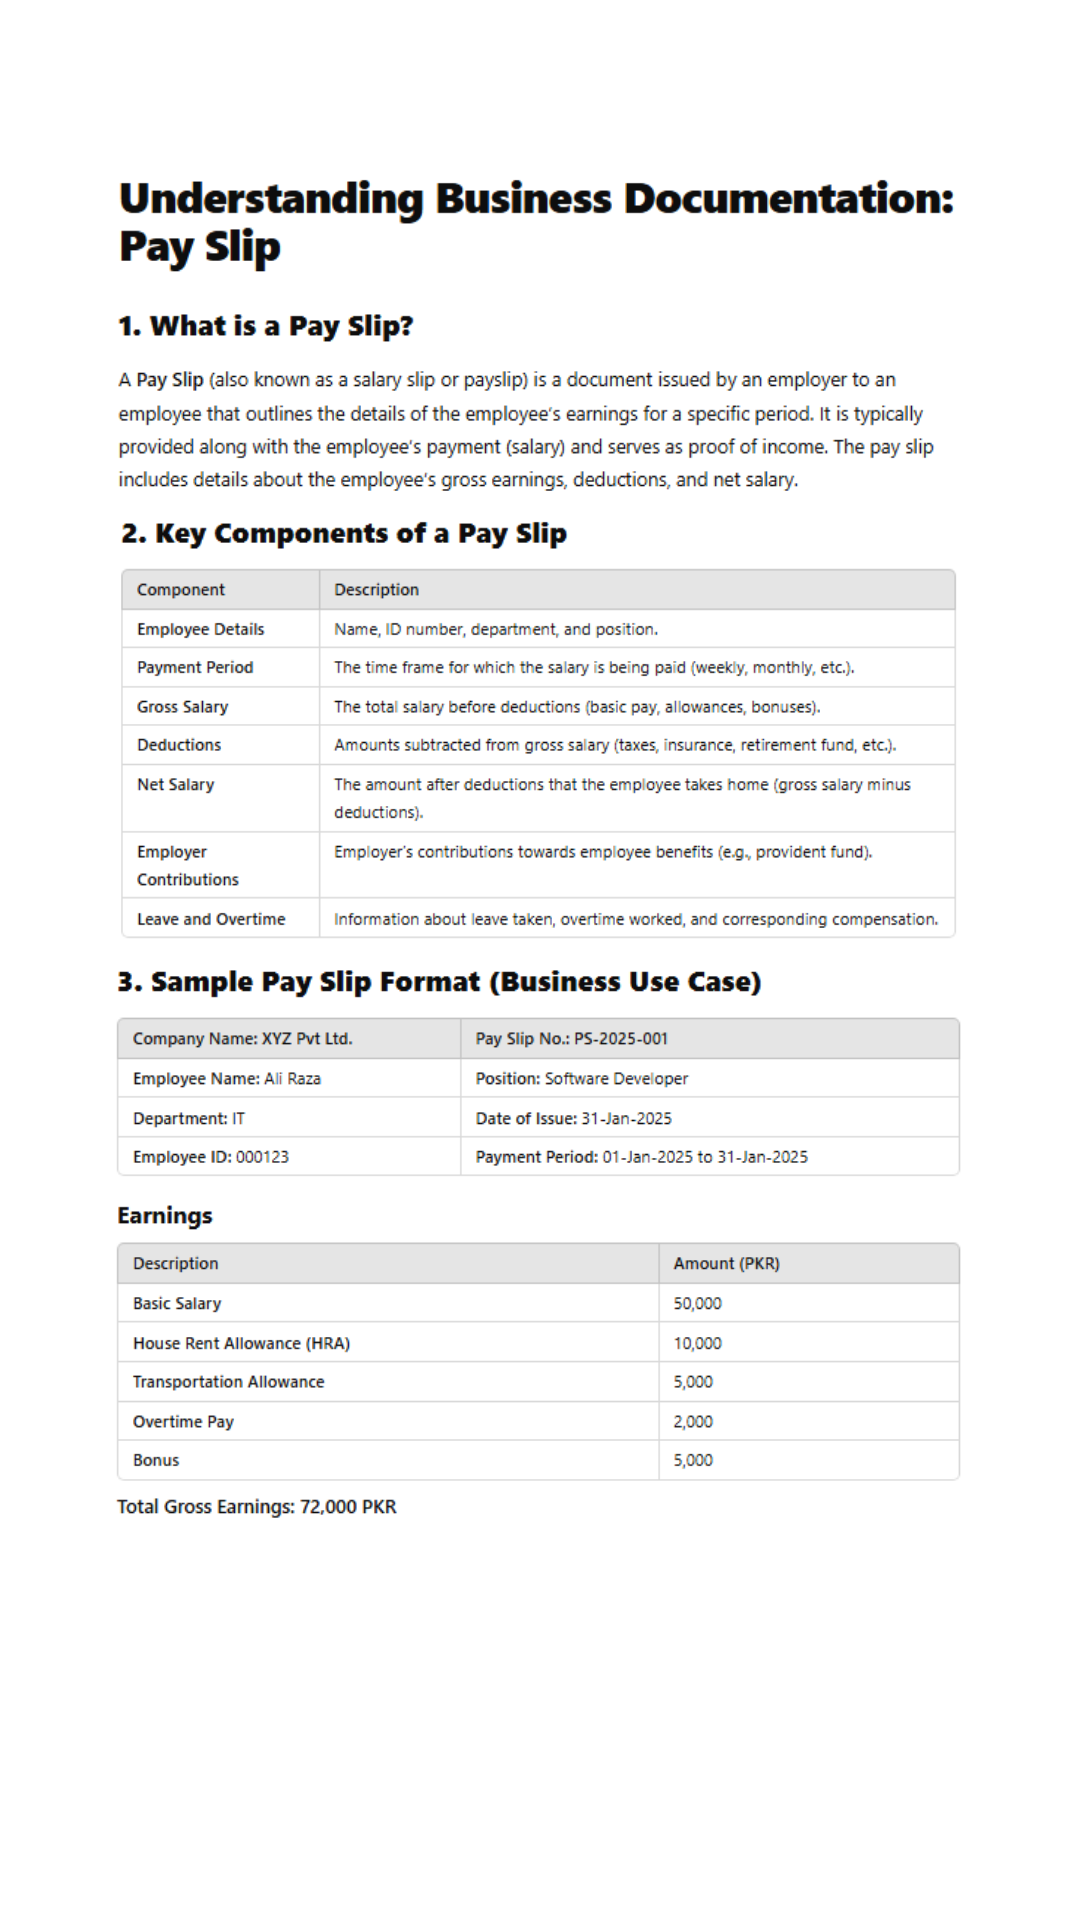 Understanding Business Documentation:
Pay Slip
1. What is a Pay Slip?
A Pay Slip (also known as a salary slip or payslip) is a document issued by an employer to an
employee that outlines the details of the employee's earnings for a specific period. It is typically
provided along with the employee's payment (salary) and serves as proof of income. The pay slip
includes details about the employee's gross earnings, deductions, and net salary.
2. Key Components of a Pay Slip
Component Description
Employee Details Name, ID number, department, and position.
Payment Period The time frame for which the salary is being paid (weekly, monthly, etc.).
Gross Salary The total salary before deductions (basic pay, allowances, bonuses).
Deductions Amounts subtracted from gross salary (taxes, insurance, retirement fund, etc.).
Net Salary The amount after deductions that the employee takes home (gross salary minus
deductions).
Employer Employer's contributions towards employee benefits (e.g., provident fund).
Contributions
Leave and Overtime Information about leave taken, overtime worked, and corresponding compensation.
3. Sample Pay Slip Format (Business Use Case)
Company Name: XYZ Pvt Ltd. Pay Slip No.: PS-2025-001
Employee Name: Ali Raza Position: Software Developer
Department: IT Date of Issue: 31-Jan-2025
Employee ID: 000123 Payment Period: 01-Jan-2025 to 31-Jan-2025
Earnings
Description Amount (PKR)
Basic Salary 50,000
House Rent Allowance (HRA) 10,000
Transportation Allowance 5,000
Overtime Pay 2,000
Bonus 5,000
Total Gross Earnings: 72,000 PKR